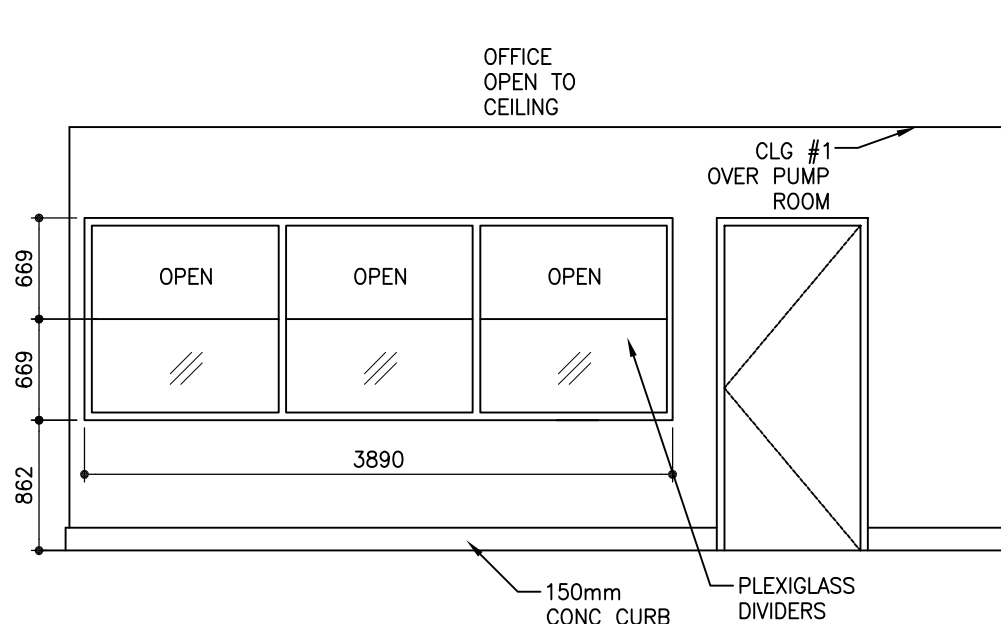 OFFICE
OPEN TO
CEILING
CLG #1
OVER PUMP
ROOM
669
OPEN
OPEN
OPEN
669
862
3890
150mm
CONC CURB
PLEXIGLASS
DIVIDERS